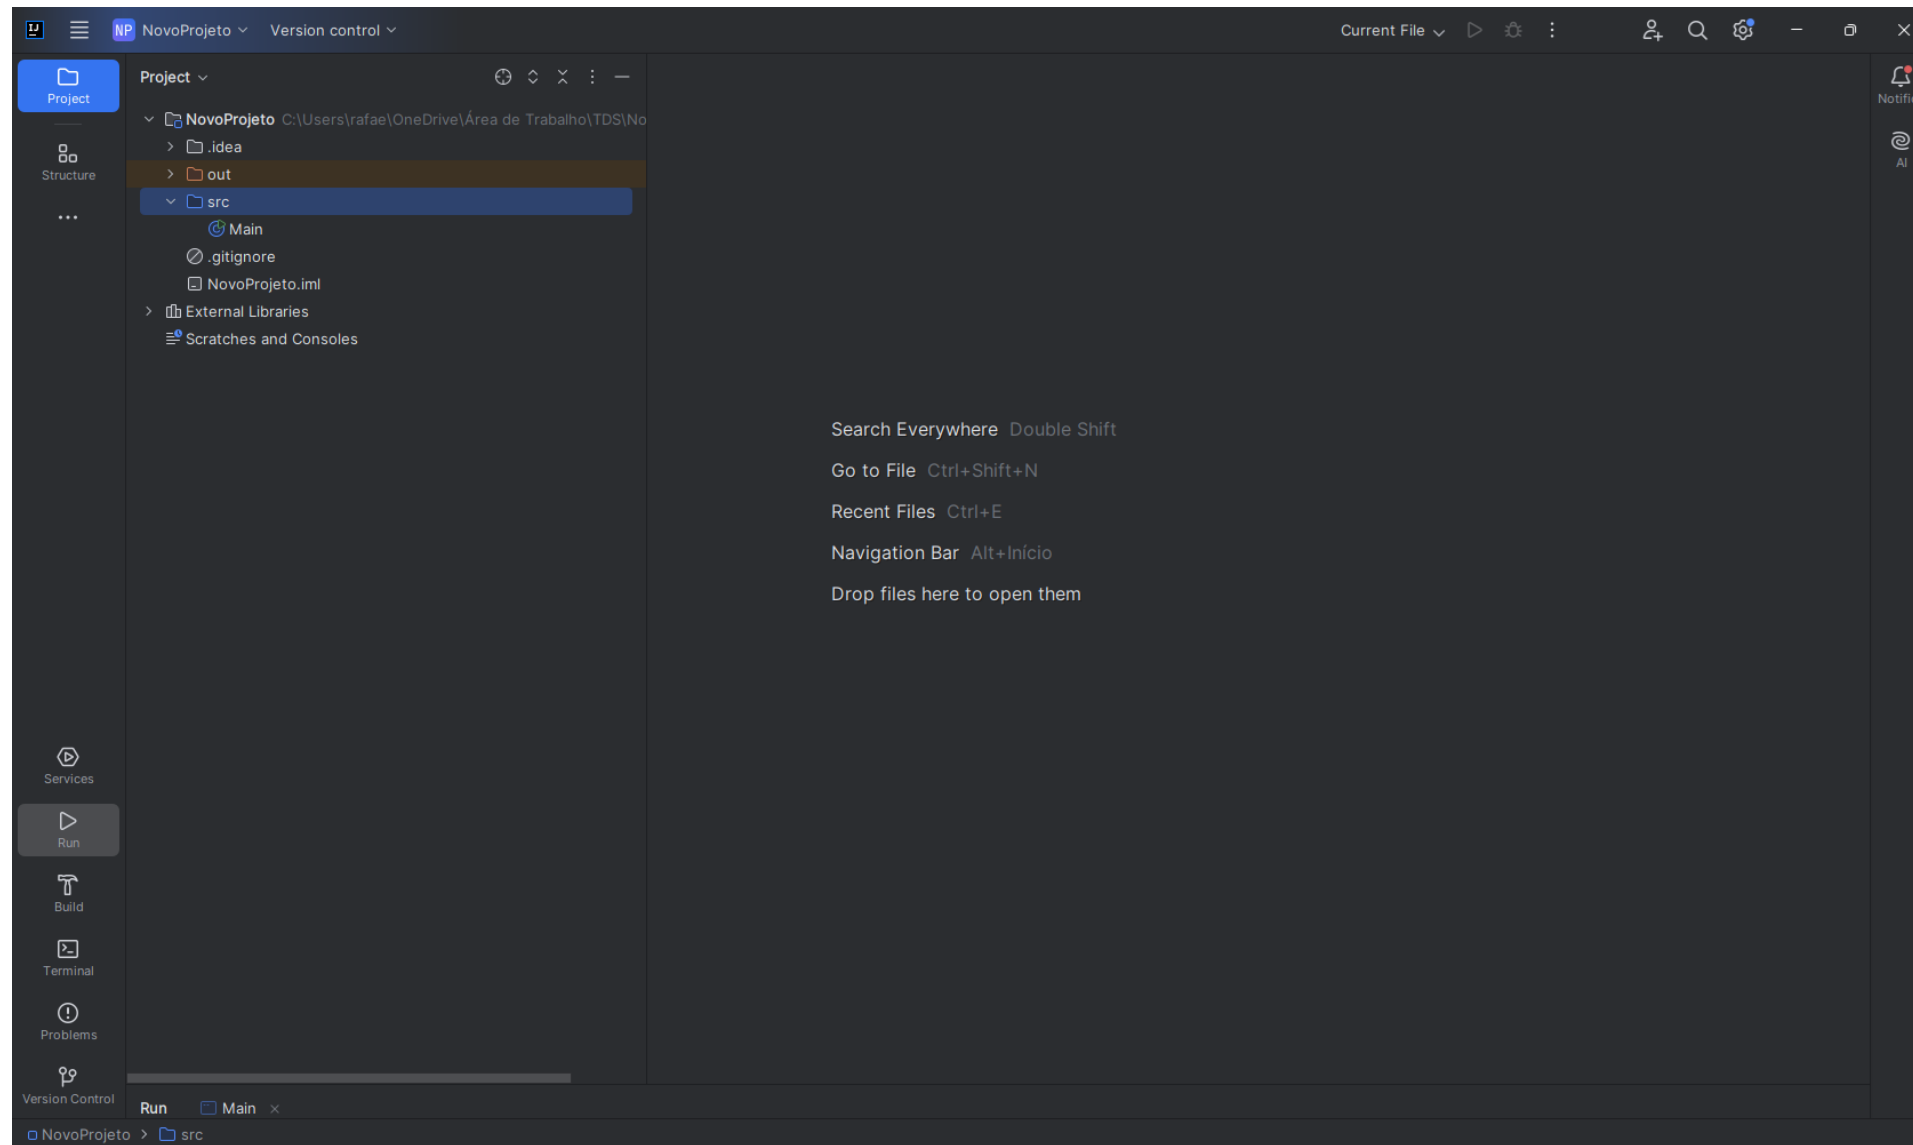 IJ
NP NovoProjeto Version control Current File
Project
Project
NovoProjeto C:\Users\rafae\OneDrive\Área de Trabalho\TDS\No
.idea
out
src
Main
.gitignore
NovoProjeto.iml
External Libraries
Scratches and Consoles
Structure
Search Everywhere Double Shift
Go to File Ctrl+Shift+N
Recent Files Ctrl+E
Navigation Bar Alt+Início
Drop files here to open them
Notific
AI
Services
Run
Build
Terminal
Problems
Version Control
Run Main
NovoProjeto > src